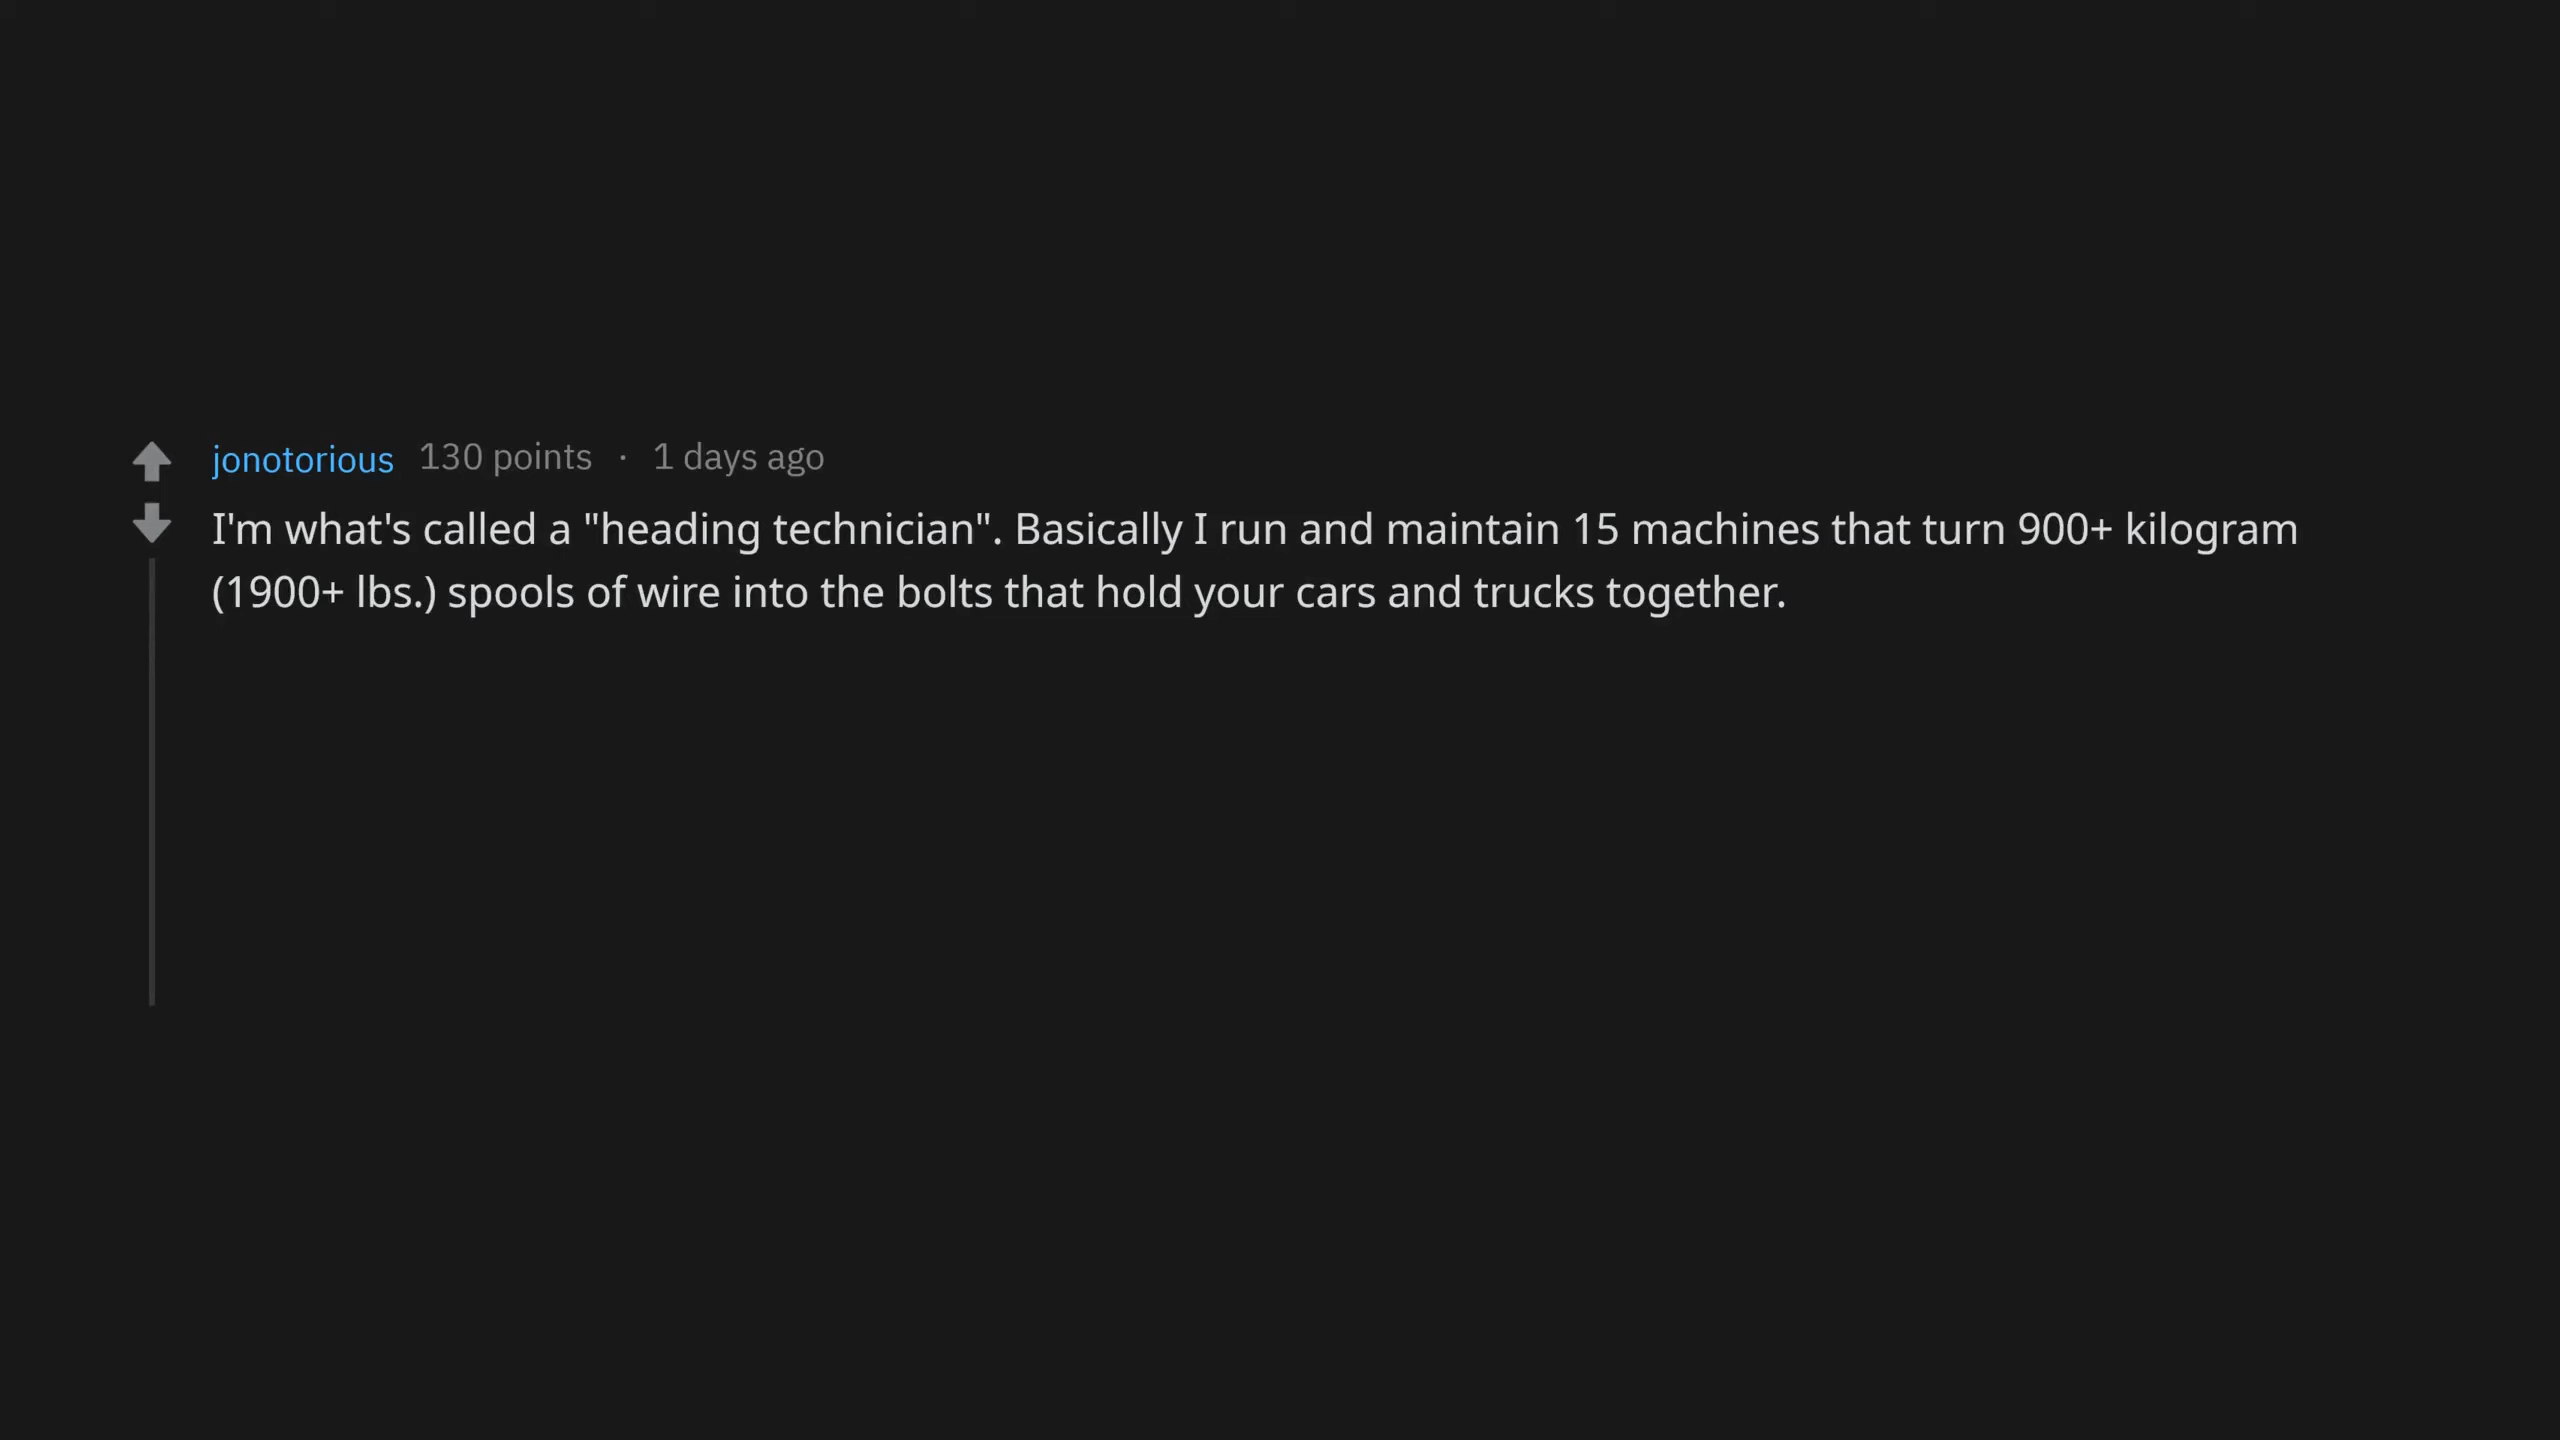 jonotorious 130 points · 1 days ago
I'm what's called a "heading technician". Basically I run and maintain 15 machines that turn 900+ kilogram
(1900+ lbs.) spools of wire into the bolts that hold your cars and trucks together.